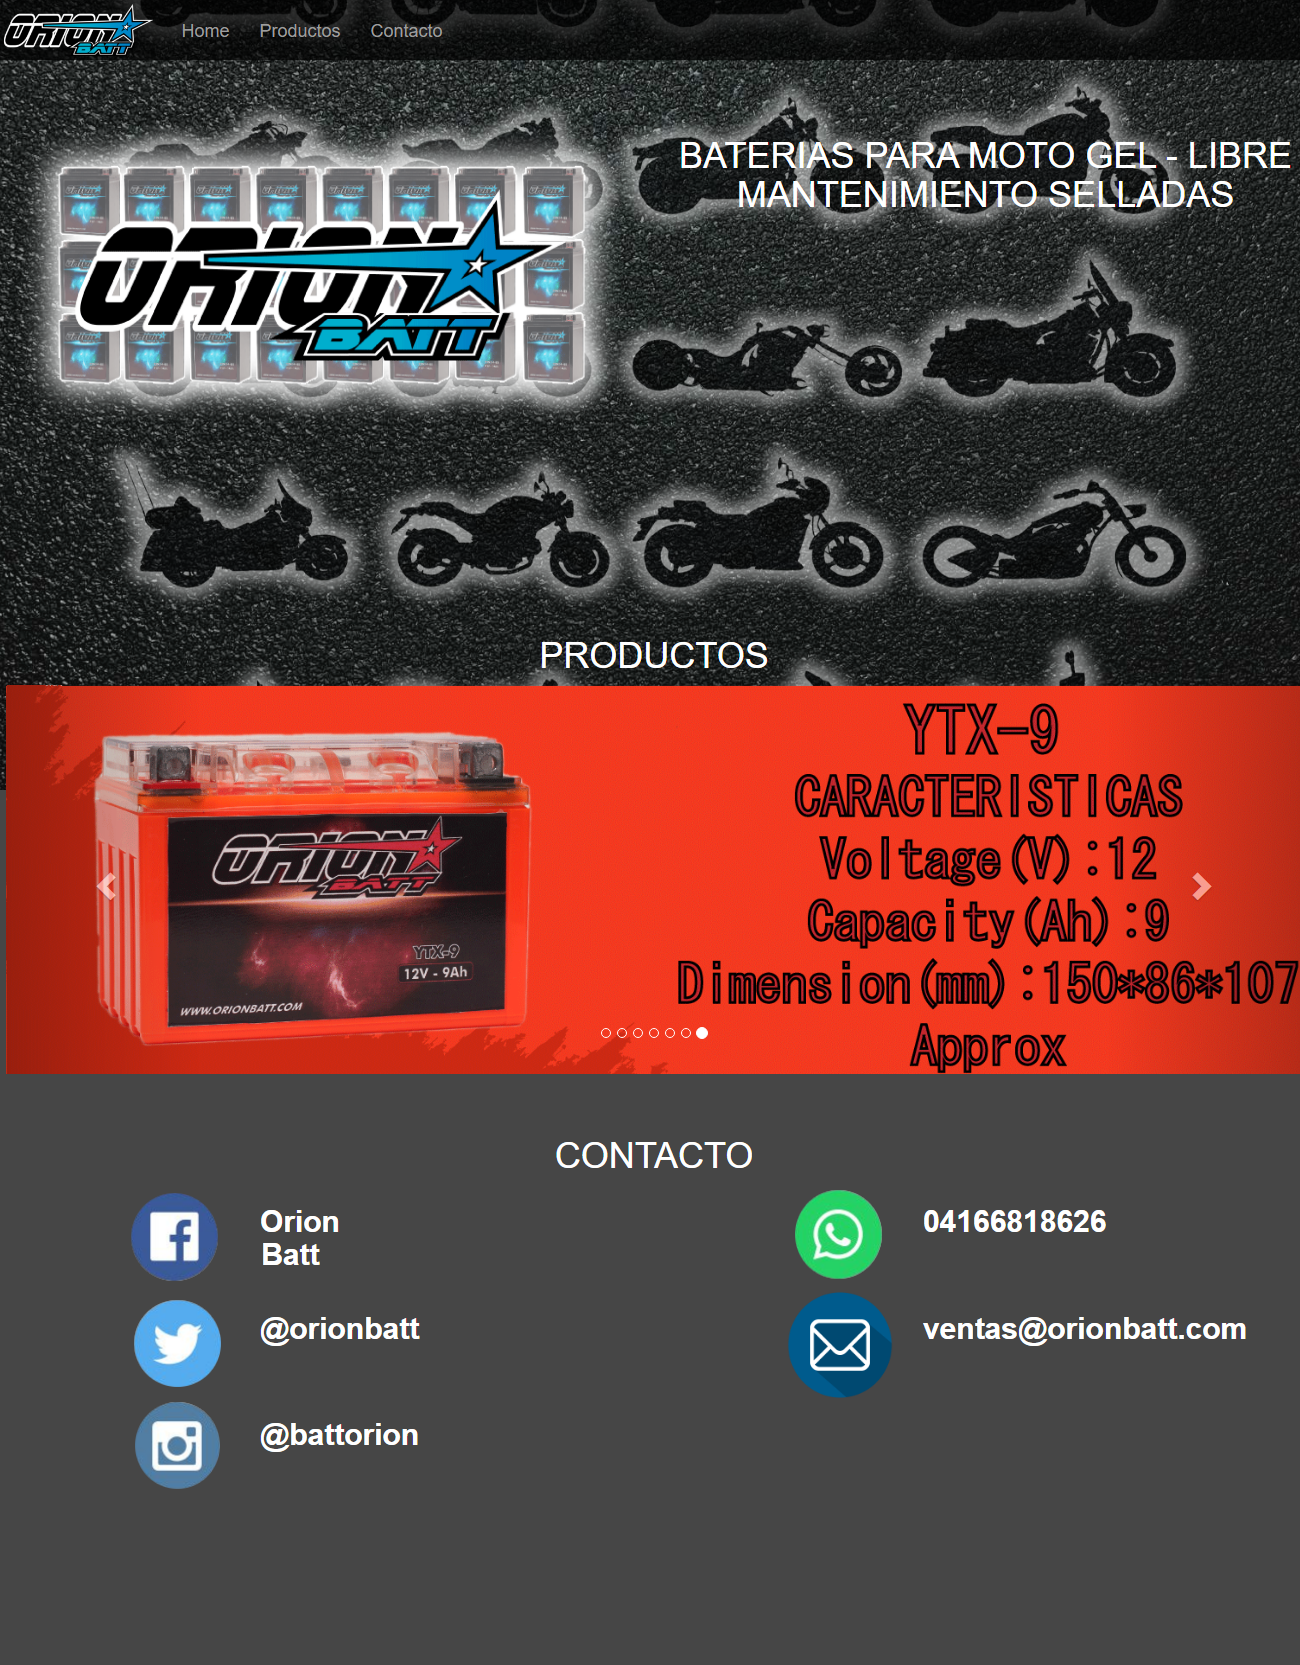 ORION BATT
Home Productos Contacto
BATERIAS PARA MOTO GEL - LIBRE
MANTENIMIENTO SELLADAS
ORION
BATT
PRODUCTOS
YTX-9
CARACTERISTICAS
Voltage(V):12
Capacity(Ah):9
Dimension(mm):150*86*107
Approx
ORION
BATT
YTX-9
12V - 9Ah
WWW.ORIONBATT.COM
CONTACTO
Orion
Batt
04166818626
@orionbatt
ventas@orionbatt.com
@battorion